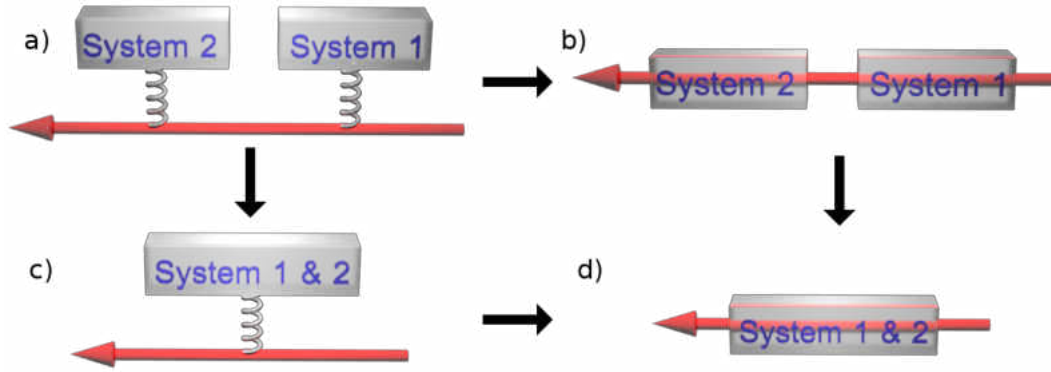 a) System 2 System 1
b) System 2 System 1
c) System 1 & 2
d) System 1 & 2